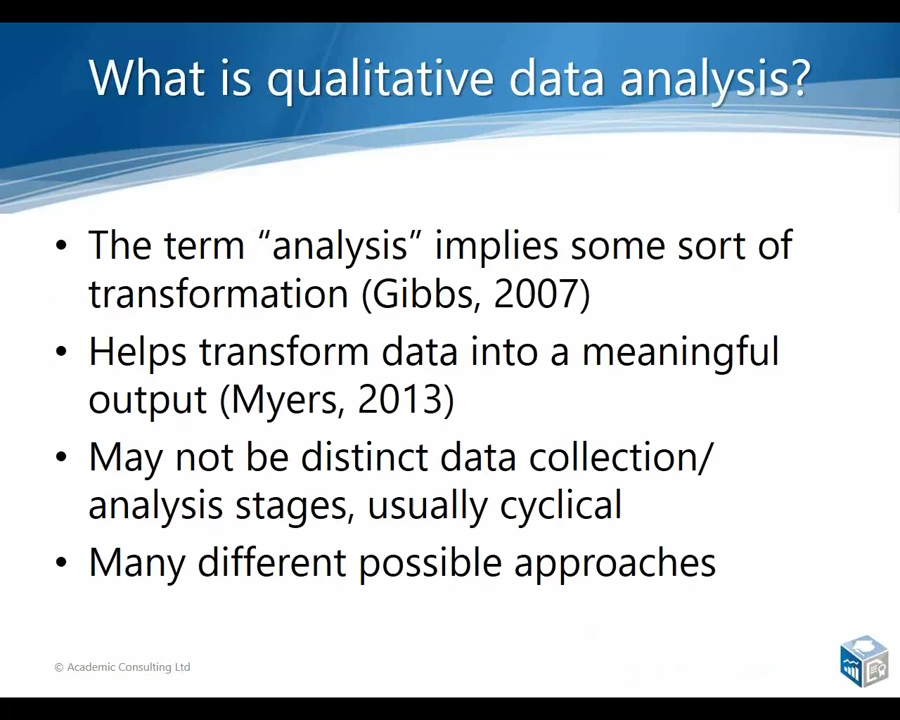 What is qualitative data analysis?
• The term “analysis” implies some sort of
transformation (Gibbs, 2007)
• Helps transform data into a meaningful
output (Myers, 2013)
• May not be distinct data collection/
analysis stages, usually cyclical
• Many different possible approaches
© Academic Consulting Ltd